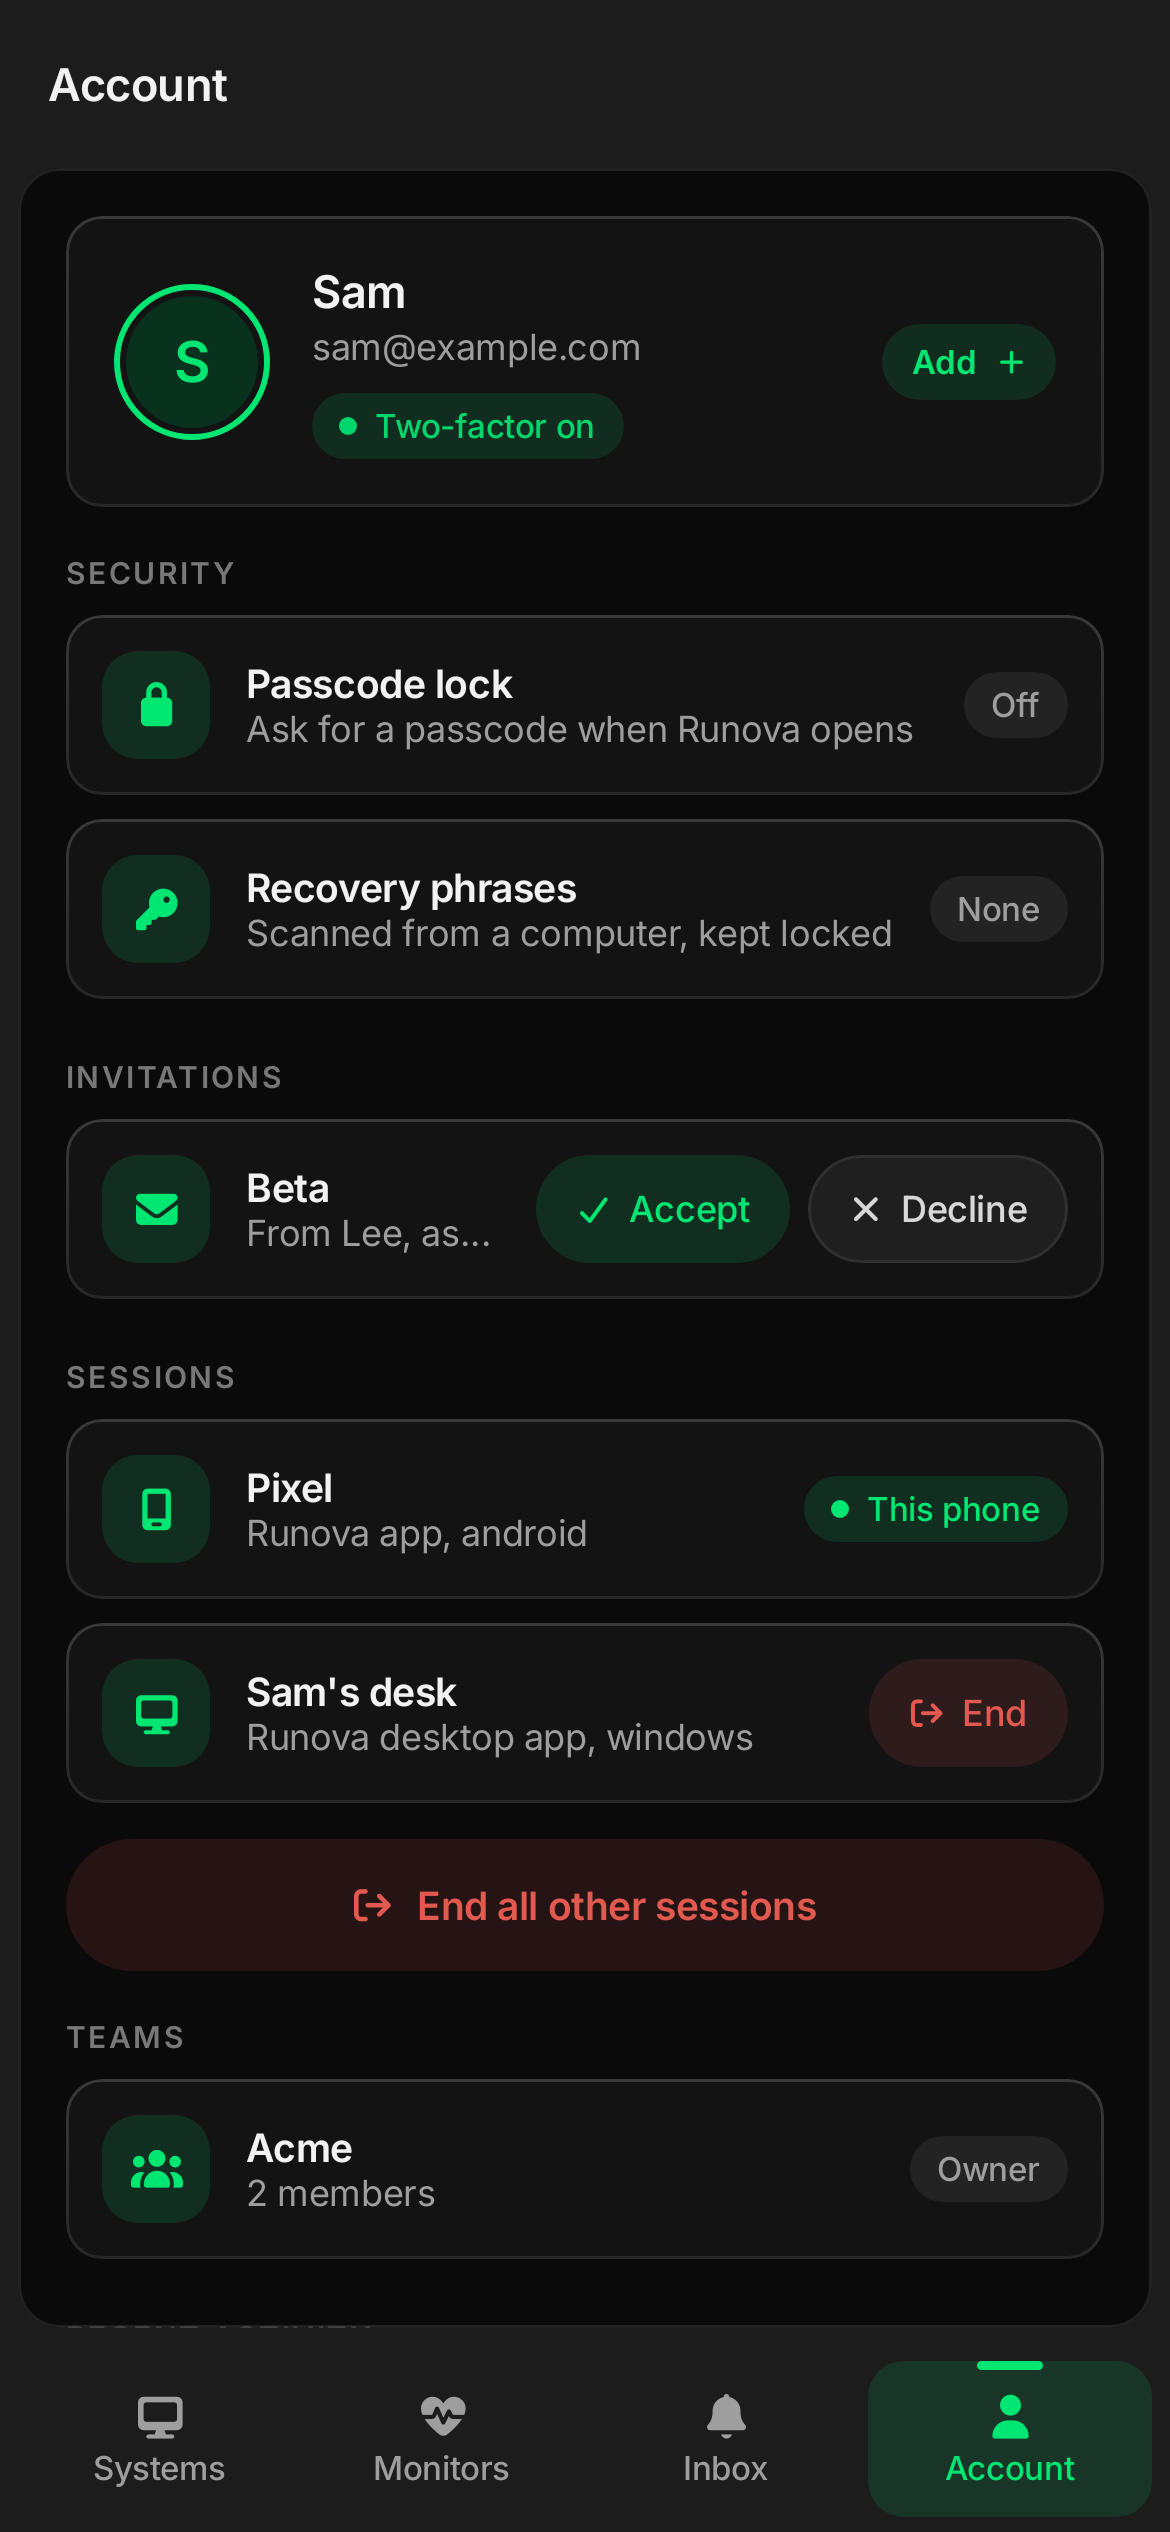 Account
S
Sam
sam@example.com
Two-factor on
Add
SECURITY
Passcode lock
Ask for a passcode when Runova opens
Off
Recovery phrases
Scanned from a computer, kept locked
None
INVITATIONS
Beta
From Lee, as...
Accept
Decline
SESSIONS
Pixel
Runova app, android
This phone
Sam's desk
Runova desktop app, windows
End
End all other sessions
TEAMS
Acme
2 members
Owner
Systems
Monitors
Inbox
Account